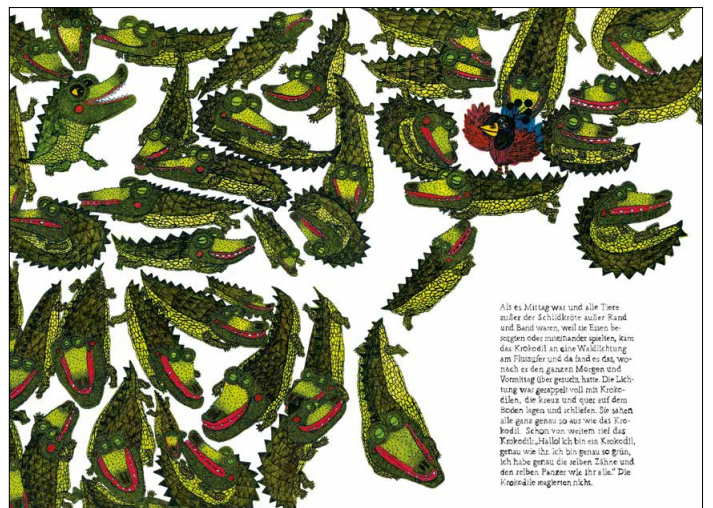 Als es Mittag war und alle Tiere
außer der Schildkröte außer Rand
und Band waren, weil sie Essen be-
sorgten oder miteinander spielten, kam
das Krokodil an eine Waldlichtung
am Flussufer und da fand es das, wo-
nach es den ganzen Morgen und
Vormittag über gesucht hatte. Die Lich-
tung war gerappelt voll mit Kroko-
dilen, die kreuz und quer auf dem
Boden lagen und schliefen. Sie sahen
alle ganz genau so aus wie das Kro-
kodil. Schon von weitem rief das
Krokodil: „Hallo! Ich bin ein Krokodil,
genau wie ihr. Ich bin genau so grün,
ich habe genau die selben Zähne und
den selben Panzer wie ihr alle.“ Die
Krokodile reagierten nicht.